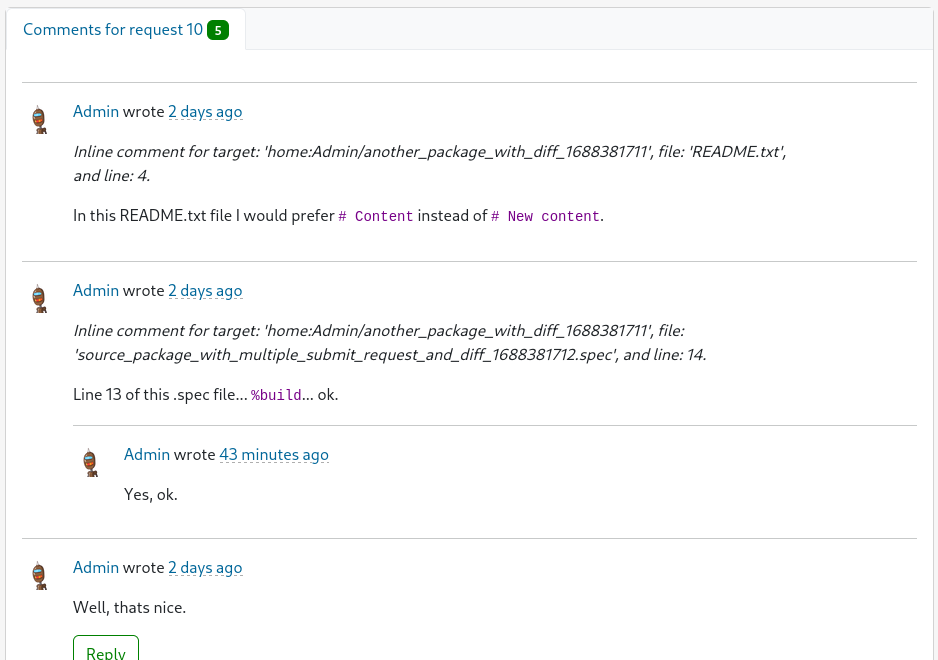 Comments for request 10 5
Admin wrote 2 days ago
Inline comment for target: 'home:Admin/another_package_with_diff_1688381711', file: 'README.txt',
and line: 4.
In this README.txt file I would prefer # Content instead of # New content.
Admin wrote 2 days ago
Inline comment for target: 'home:Admin/another_package_with_diff_1688381711', file:
'source_package_with_multiple_submit_request_and_diff_1688381712.spec', and line: 14.
Line 13 of this .spec file... %build... ok.
Admin wrote 43 minutes ago
Yes, ok.
Admin wrote 2 days ago
Well, thats nice.
Reply